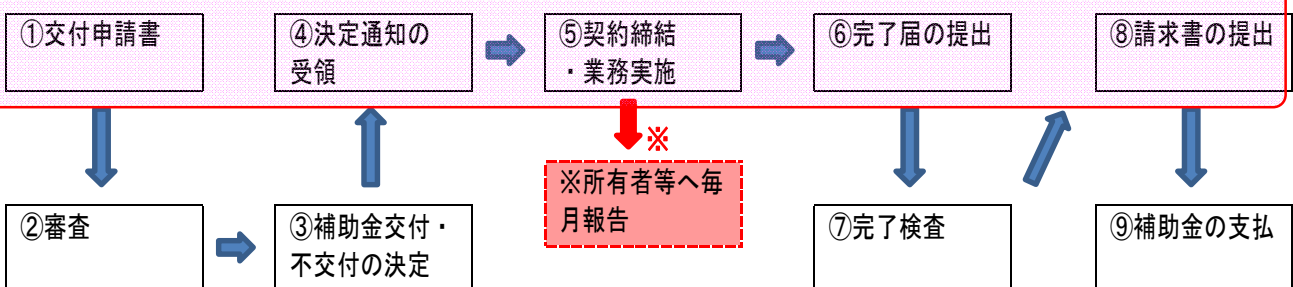 ①交付申請書
④決定通知の
受領
⑤契約締結
・業務実施
⑥完了届の提出
⑧請求書の提出
※
※所有者等へ毎
月報告
②審査
③補助金交付・
不交付の決定
⑦完了検査
⑨補助金の支払